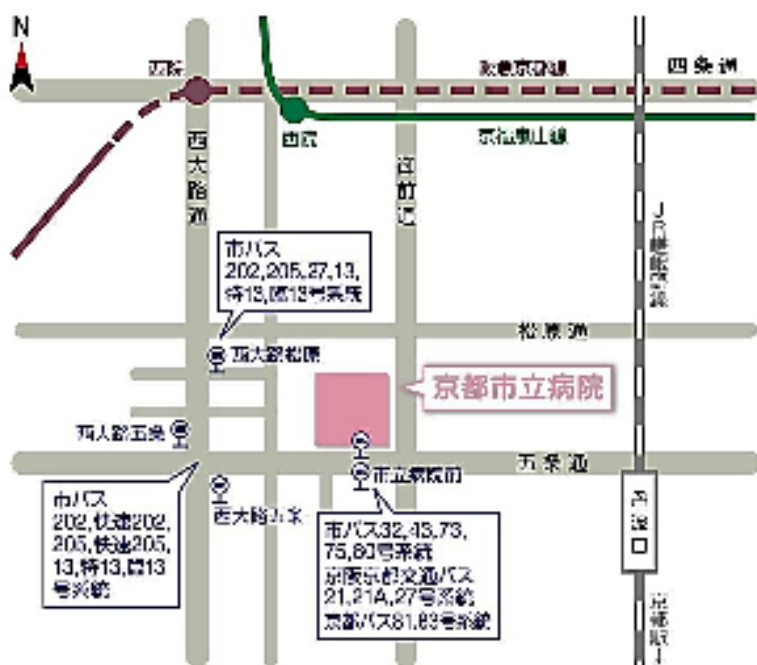 N
西院
阪急京都線
四条通
西院
京福嵐山線
西大路通
御前通
JR嵯峨野線
市バス
202,205,27,13,
特13,臨13号系統
松原通
西大路松原
京都市立病院
西大路五条
五条通
市立病院前
西大路五条
市バス
202,快速202,
205,快速205,
13,特13,臨13
号系統
市バス32,43,73,
75,80号系統
京阪京都交通バス
21,21A,27号系統
京都バス81,83号系統
丹波口
京都駅